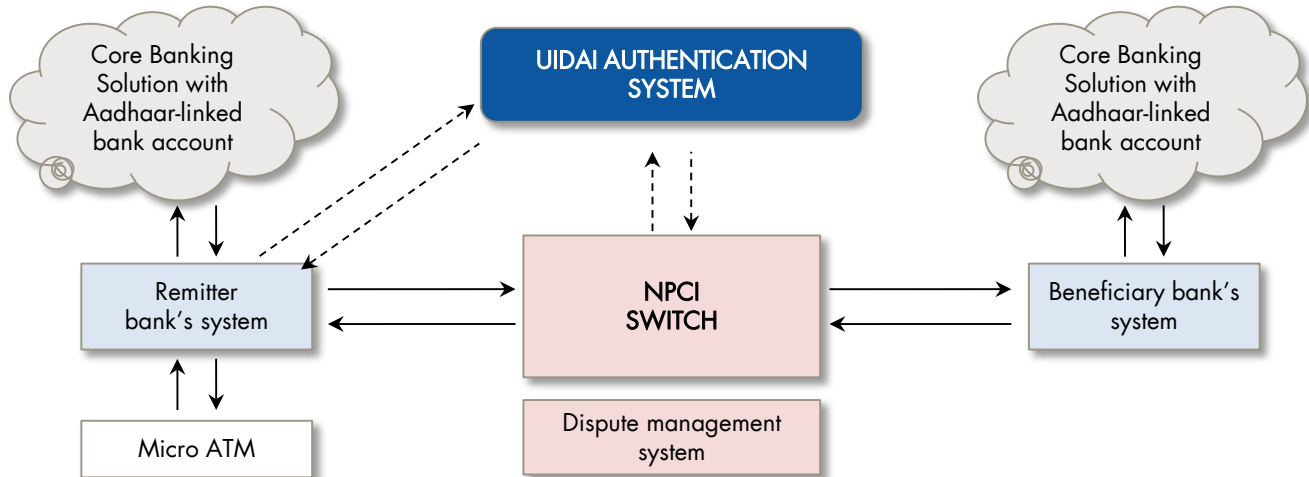 Core Banking
Solution with
Aadhaar-linked
bank account
UIDAI AUTHENTICATION
SYSTEM
Core Banking
Solution with
Aadhaar-linked
bank account
Remitter
bank's system
NPCI
SWITCH
Beneficiary bank's
system
Micro ATM
Dispute management
system